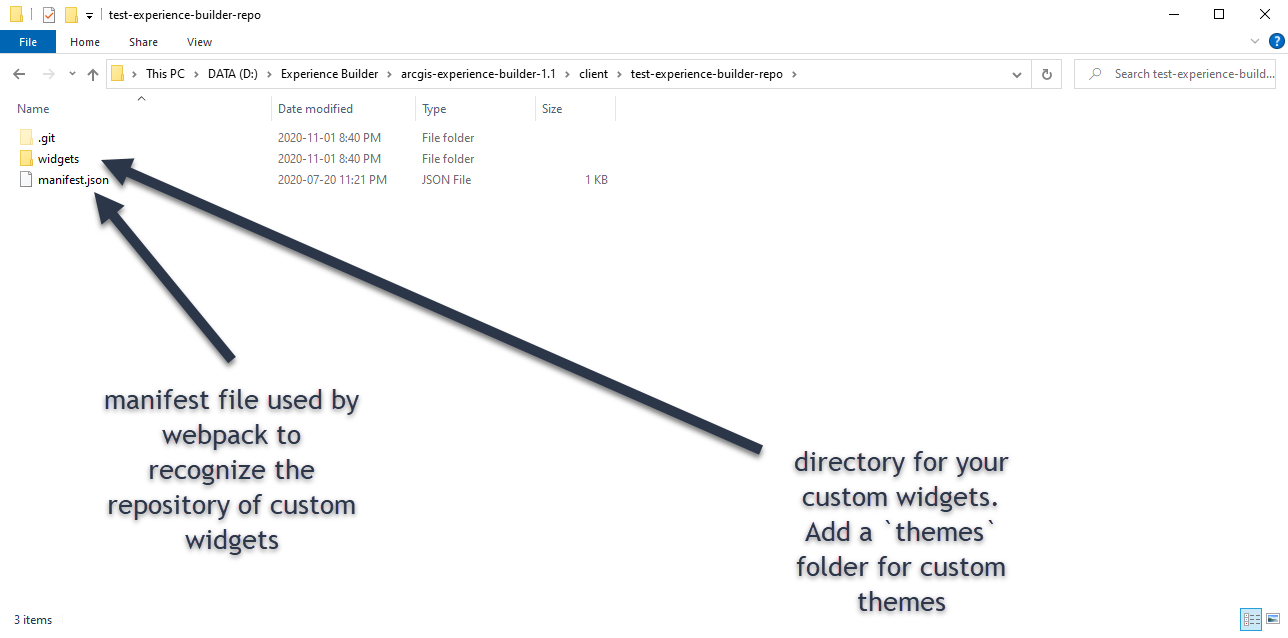 test-experience-builder-repo
File Home Share View
This PC > DATA (D:) > Experience Builder > arcgis-experience-builder-1.1 > client > test-experience-builder-repo >
Search test-experience-build...
Name Date modified Type Size
.git 2020-11-01 8:40 PM File folder
widgets 2020-11-01 8:40 PM File folder
manifest.json 2020-07-20 11:21 PM JSON File 1 KB
manifest file used by
webpack to
recognize the
repository of custom
widgets
directory for your
custom widgets.
Add a `themes`
folder for custom
themes
3 items